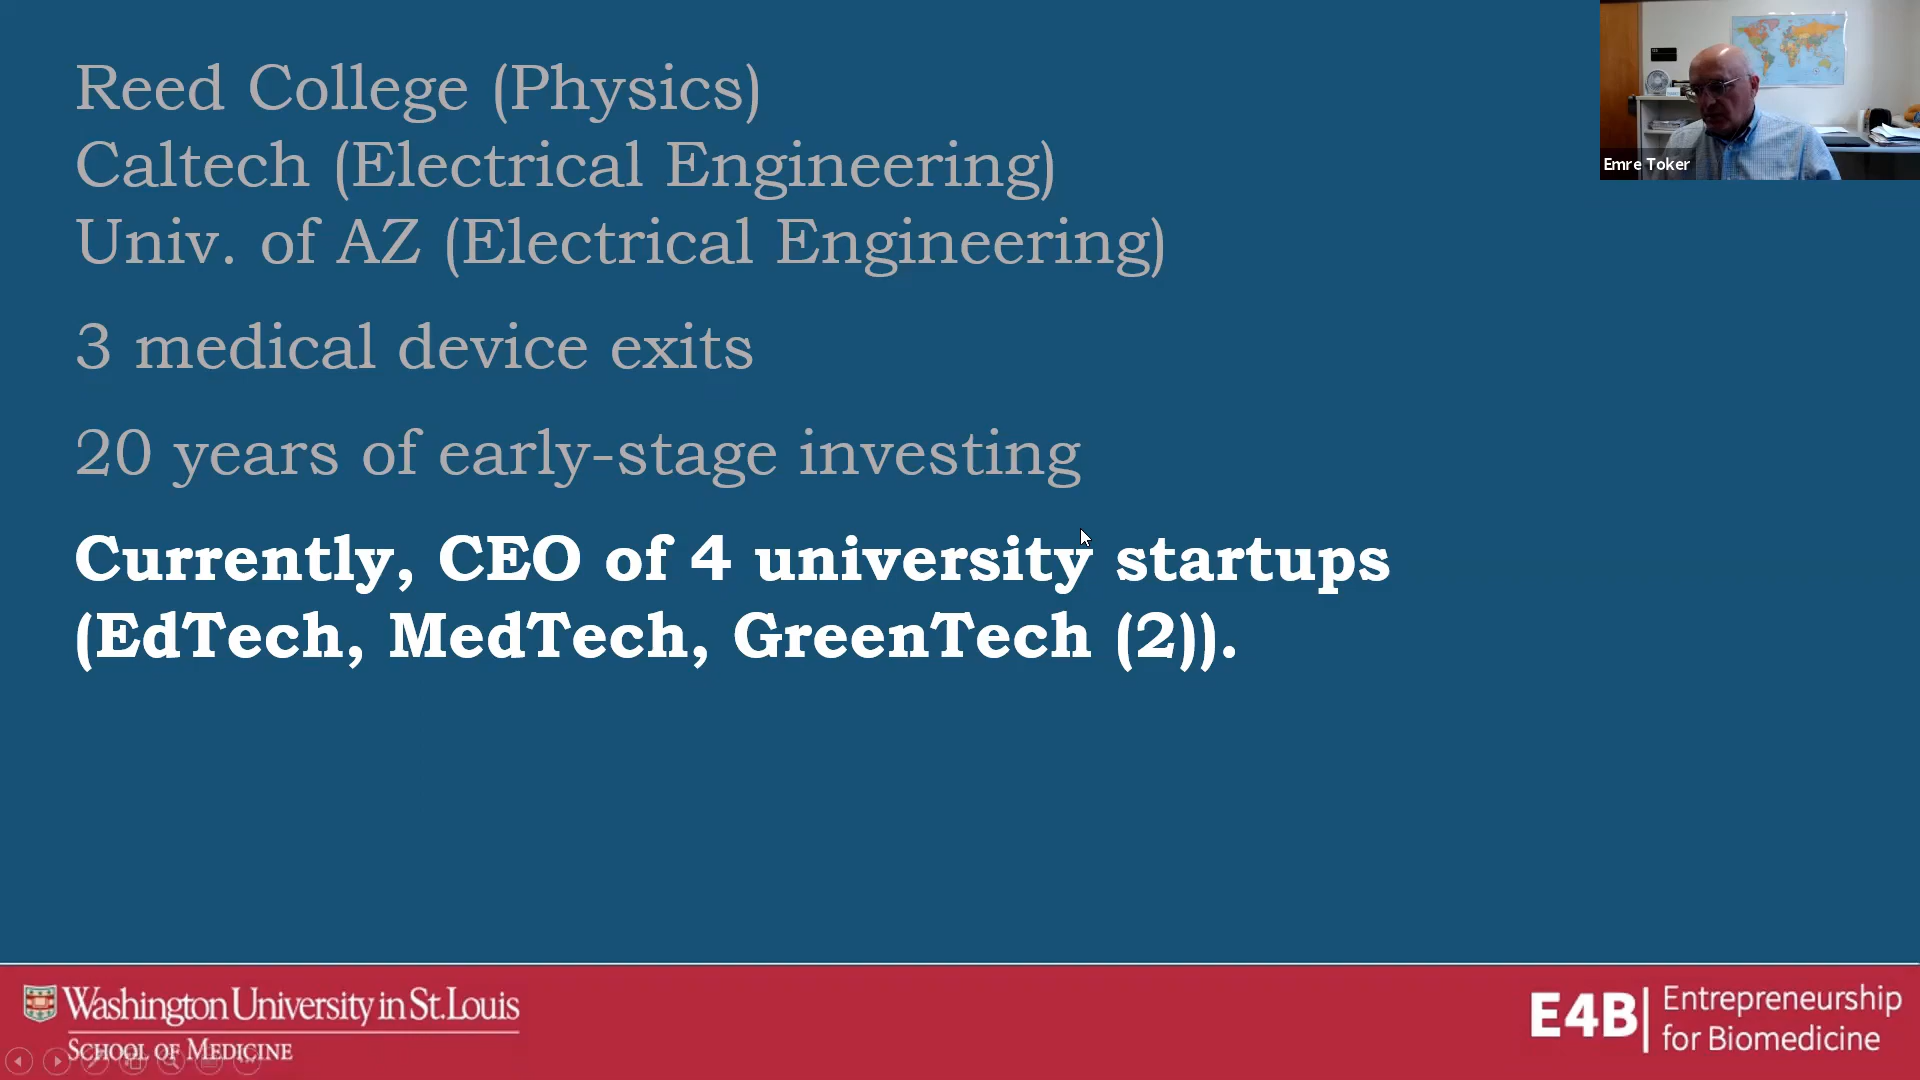 Reed College (Physics)
Caltech (Electrical Engineering)
Univ. of AZ (Electrical Engineering)
3 medical device exits
20 years of early-stage investing
Currently, CEO of 4 university startups
(EdTech, MedTech, GreenTech (2)).
Emre Toker
Washington University in St. Louis
SCHOOL OF MEDICINE
E4B
Entrepreneurship
for Biomedicine